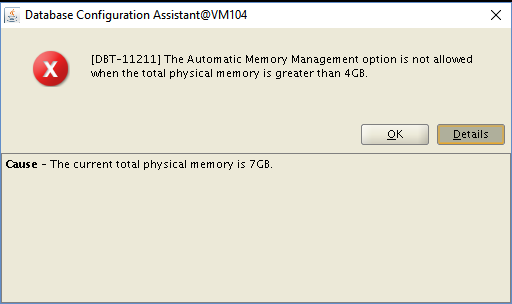 Database Configuration Assistant@VM104
[DBT-11211] The Automatic Memory Management option is not allowed
when the total physical memory is greater than 4GB.
OK
Details
Cause - The current total physical memory is 7GB.